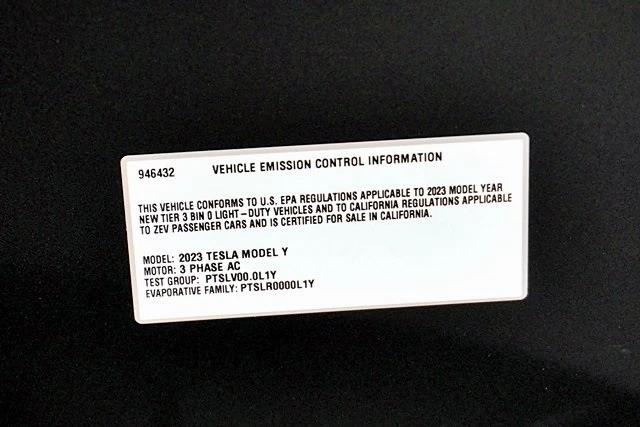 946432 VEHICLE EMISSION CONTROL INFORMATION
THIS VEHICLE CONFORMS TO U.S. EPA REGULATIONS APPLICABLE TO 2023 MODEL YEAR
NEW TIER 3 BIN 0 LIGHT-DUTY VEHICLES AND TO CALIFORNIA REGULATIONS APPLICABLE
TO ZEV PASSENGER CARS AND IS CERTIFIED FOR SALE IN CALIFORNIA.
MODEL: 2023 TESLA MODEL Y
MOTOR: 3 PHASE AC
TEST GROUP: PTSLV00.0L1Y
EVAPORATIVE FAMILY: PTSLR0000L1Y